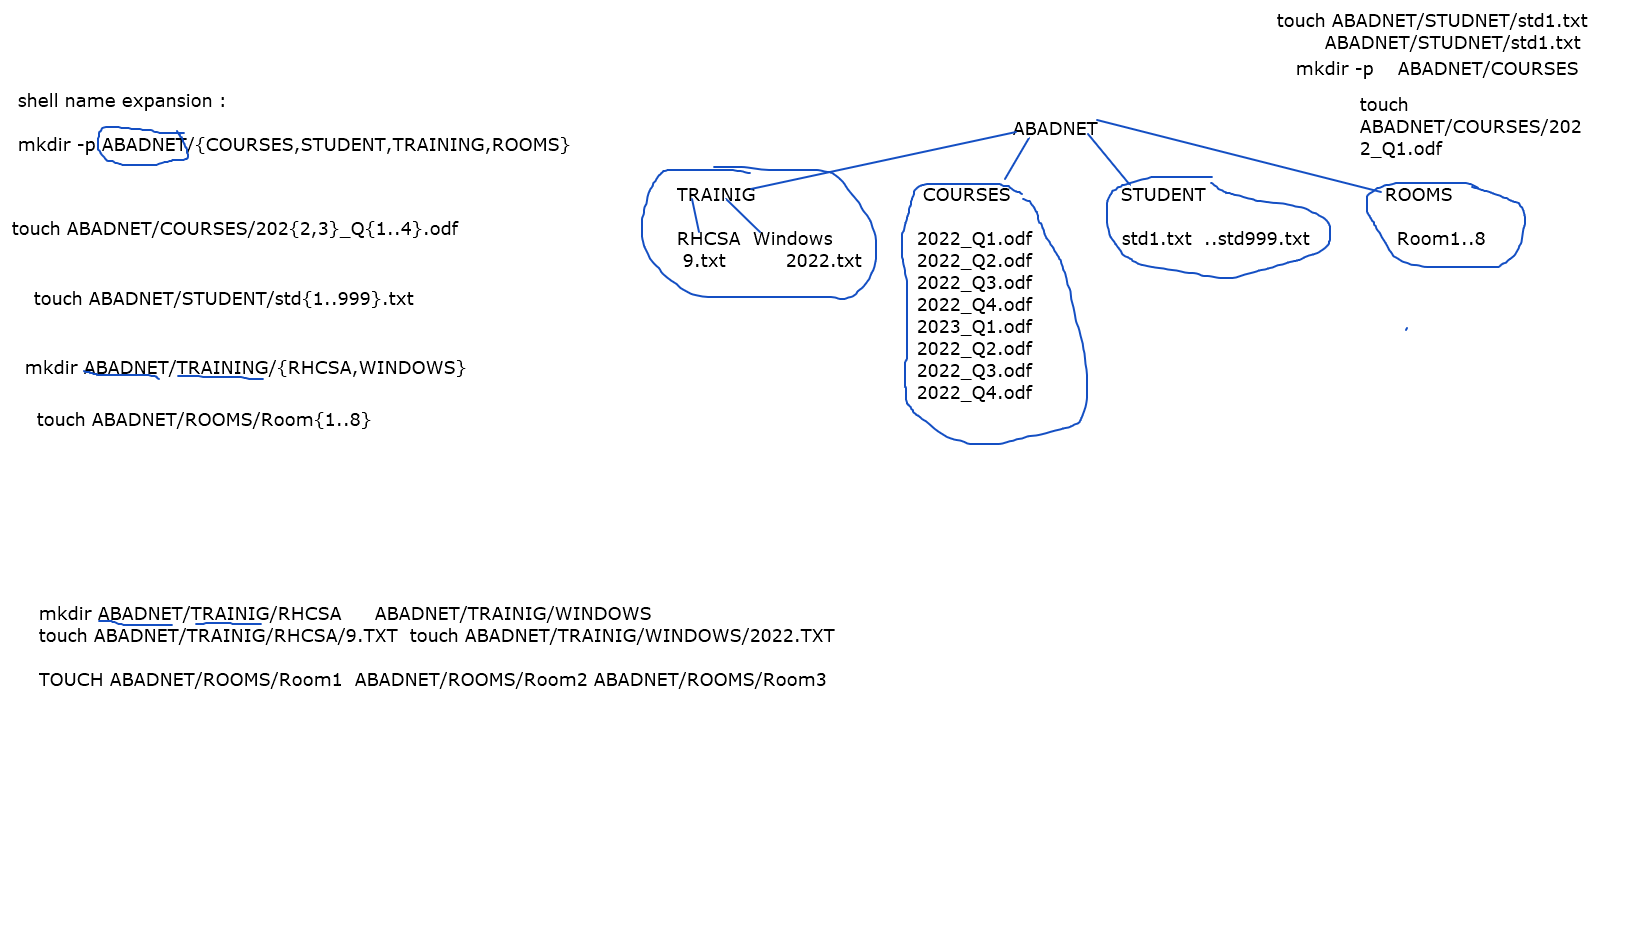 touch ABADNET/STUDNET/std1.txt
ABADNET/STUDNET/std1.txt
mkdir -p ABADNET/COURSES
touch
ABADNET/COURSES/202
2_Q1.odf
shell name expansion :
mkdir -p ABADNET/{COURSES,STUDENT,TRAINING,ROOMS}
touch ABADNET/COURSES/202{2,3}_Q{1..4}.odf
touch ABADNET/STUDENT/std{1..999}.txt
mkdir ABADNET/TRAINING/{RHCSA,WINDOWS}
touch ABADNET/ROOMS/Room{1..8}
ABADNET
TRAINIG
RHCSA Windows
9.txt 2022.txt
COURSES
2022_Q1.odf
2022_Q2.odf
2022_Q3.odf
2022_Q4.odf
2023_Q1.odf
2022_Q2.odf
2022_Q3.odf
2022_Q4.odf
STUDENT
std1.txt ..std999.txt
ROOMS
Room1..8
mkdir ABADNET/TRAINIG/RHCSA ABADNET/TRAINIG/WINDOWS
touch ABADNET/TRAINIG/RHCSA/9.TXT touch ABADNET/TRAINIG/WINDOWS/2022.TXT
TOUCH ABADNET/ROOMS/Room1 ABADNET/ROOMS/Room2 ABADNET/ROOMS/Room3